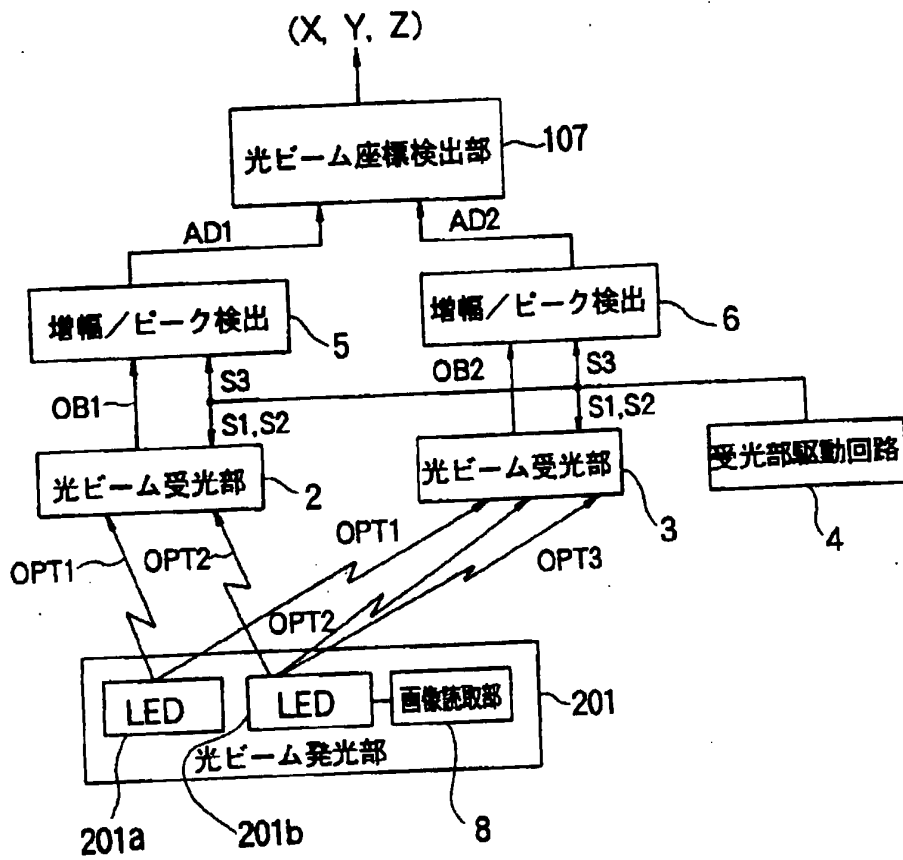 (X, Y, Z)
光ビーム座標検出部
107
AD1
AD2
増幅／ピーク検出
5
増幅／ピーク検出
6
OB1
S3
OB2
S3
S1,S2
S1,S2
光ビーム受光部
2
光ビーム受光部
3
受光部駆動回路
4
OPT1
OPT2
OPT1
OPT3
OPT2
LED
LED
画像読取部
201
光ビーム発光部
201a
201b
8